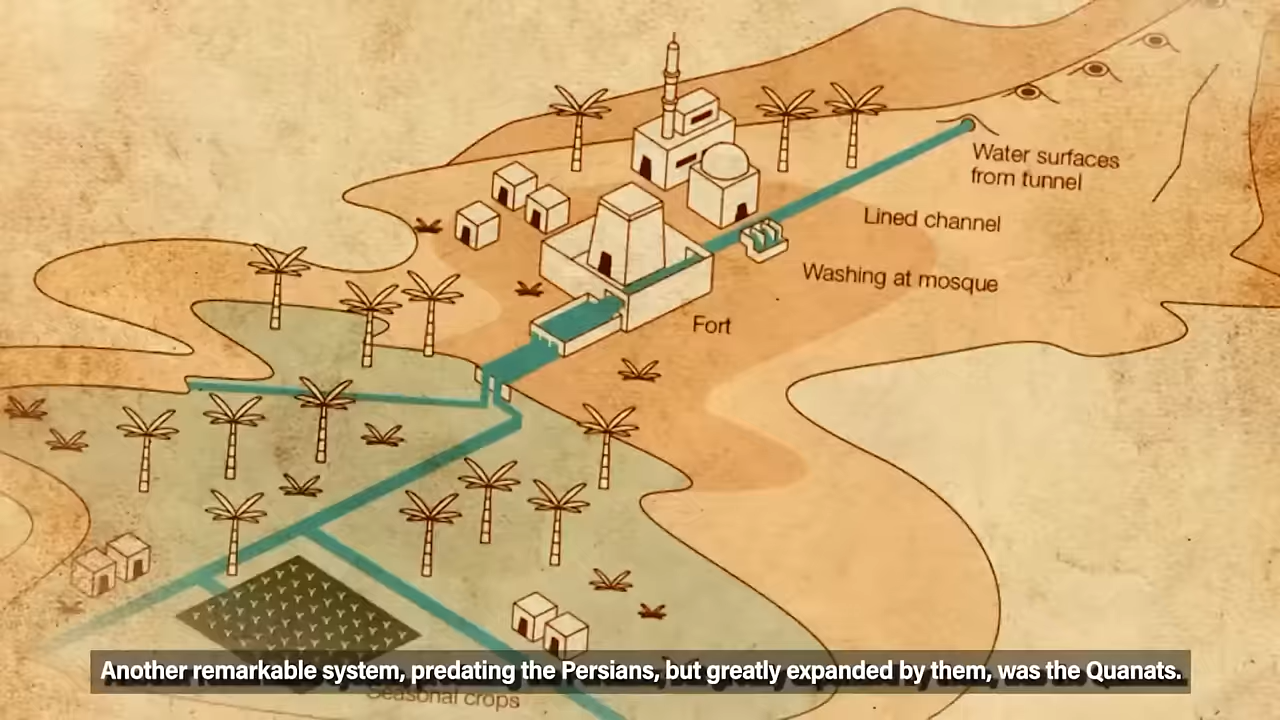 Water surfaces
from tunnel
Lined channel
Washing at mosque
Fort
Another remarkable system, predating the Persians, but greatly expanded by them, was the Quanats.
Seasonal crops